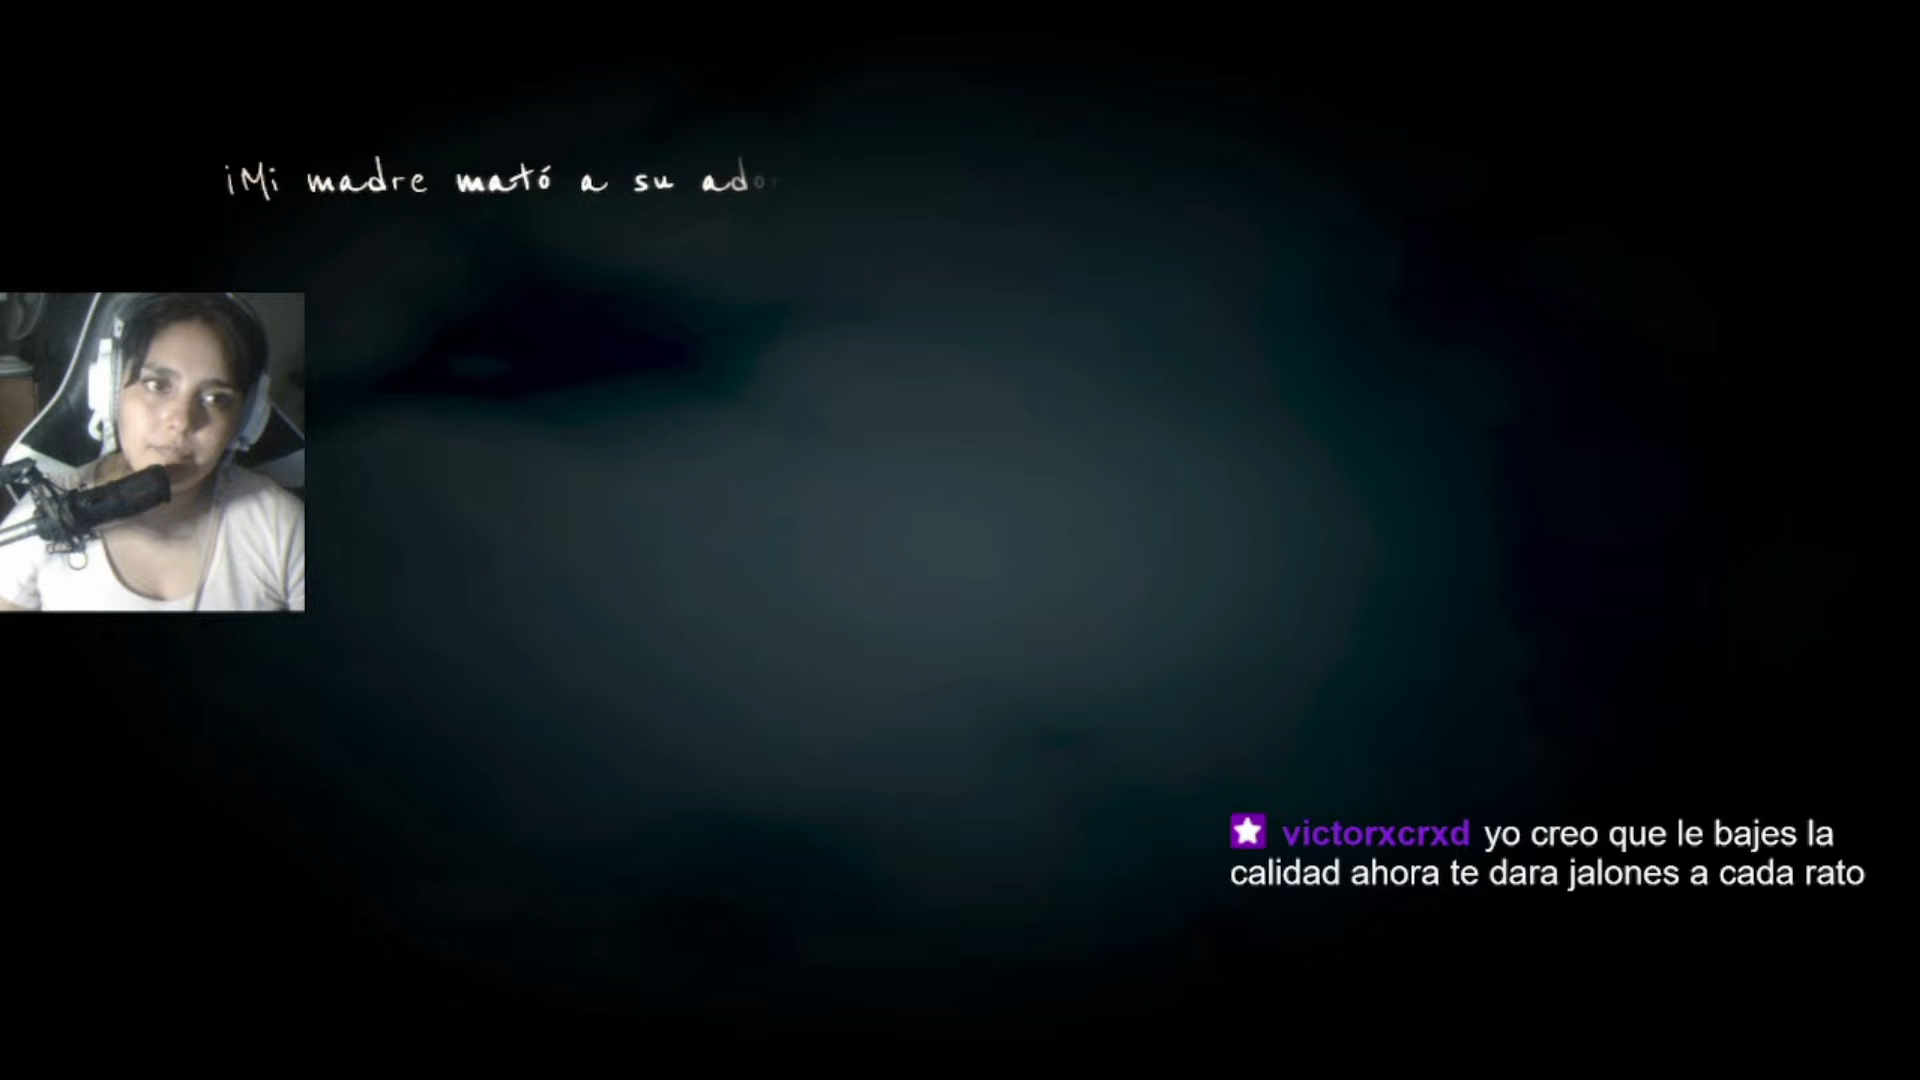 ¡Mi madre mató a su
victorxcrxd yo creo que le bajes la
calidad ahora te dara jalones a cada rato